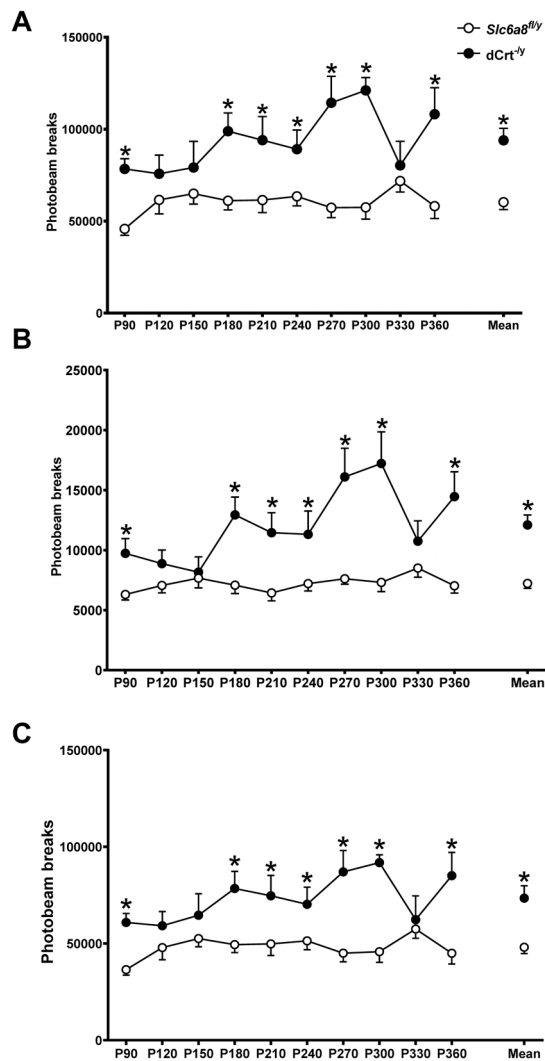 A
Slc6a8fl/y
dCrt-/y
150000
100000
50000
0
Photobeam breaks
* * * * * * * *
P90 P120 P150 P180 P210 P240 P270 P300 P330 P360 Mean
B
25000
20000
15000
10000
5000
0
Photobeam breaks
* * * * * * * *
P90 P120 P150 P180 P210 P240 P270 P300 P330 P360 Mean
C
150000
100000
50000
0
Photobeam breaks
* * * * * * * *
P90 P120 P150 P180 P210 P240 P270 P300 P330 P360 Mean